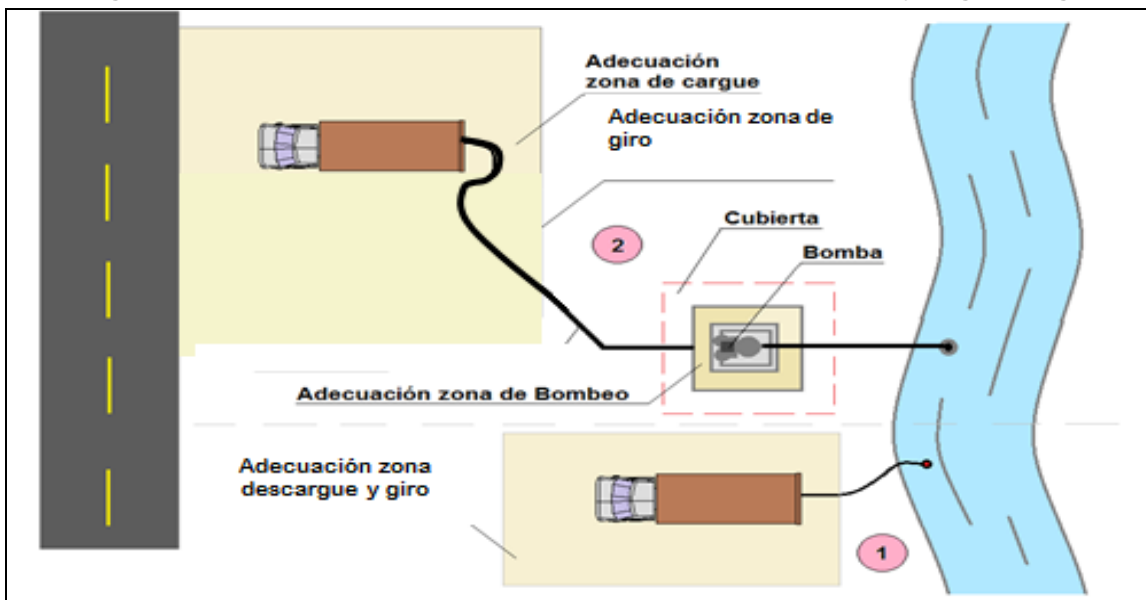 Adecuación
zona de cargue
Adecuación zona de
giro
2
Cubierta
Bomba
Adecuación zona de Bombeo
Adecuación zona
descargue y giro
1